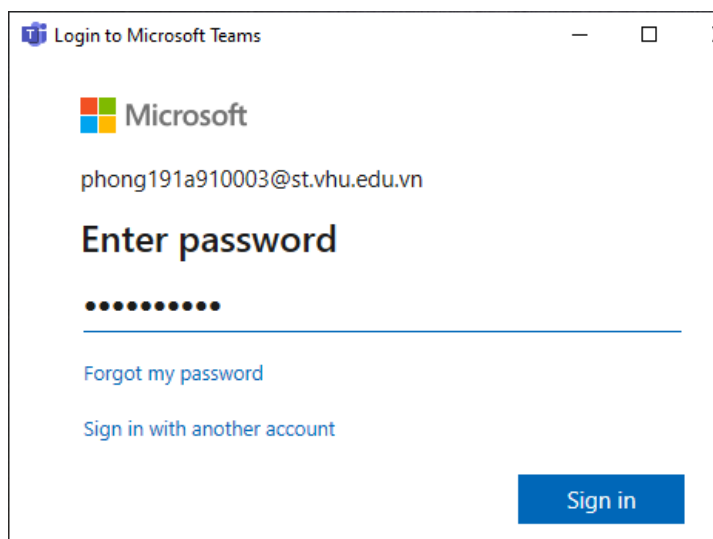 Login to Microsoft Teams
Microsoft
phong191a910003@st.vhu.edu.vn
Enter password
••••••••••
Forgot my password
Sign in with another account
Sign in